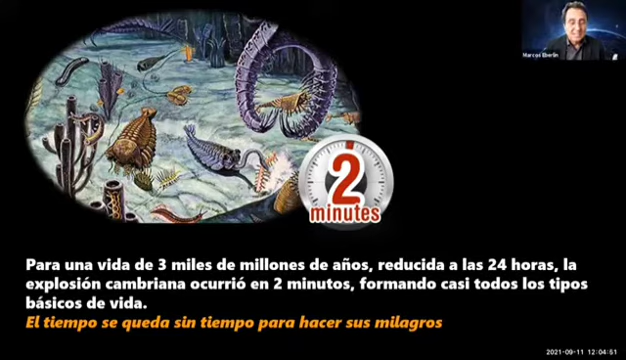 Marcos Eberlin
2
minutes
Para una vida de 3 miles de millones de años, reducida a las 24 horas, la
explosión cambriana ocurrió en 2 minutos, formando casi todos los tipos
básicos de vida.
El tiempo se queda sin tiempo para hacer sus milagros
2021-09-11 12:04:51